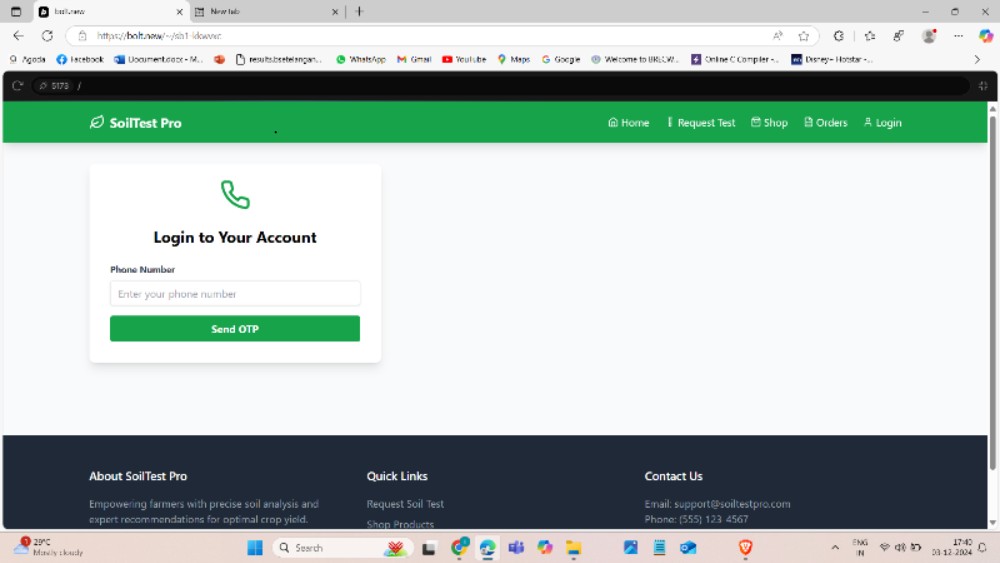 bolt.new
New tab
https://bolt.new/~/sb1-
Agoda
Facebook
Document.docx - M...
results.bsetelangan...
WhatsApp
Gmail
YouTube
Maps
Google
Welcome to BRECW...
Online C Compiler -...
Disney+ Hotstar -...
5173 /
SoilTest Pro
Home
Request Test
Shop
Orders
Login
Login to Your Account
Phone Number
Enter your phone number
Send OTP
About SoilTest Pro
Empowering farmers with precise soil analysis and
expert recommendations for optimal crop yield.
Quick Links
Request Soil Test
Shop Products
Contact Us
Email: support@soiltestpro.com
Phone: (555) 123-4567
29°C
Mostly cloudy
Search
ENG
IN
17:40
03-12-2024